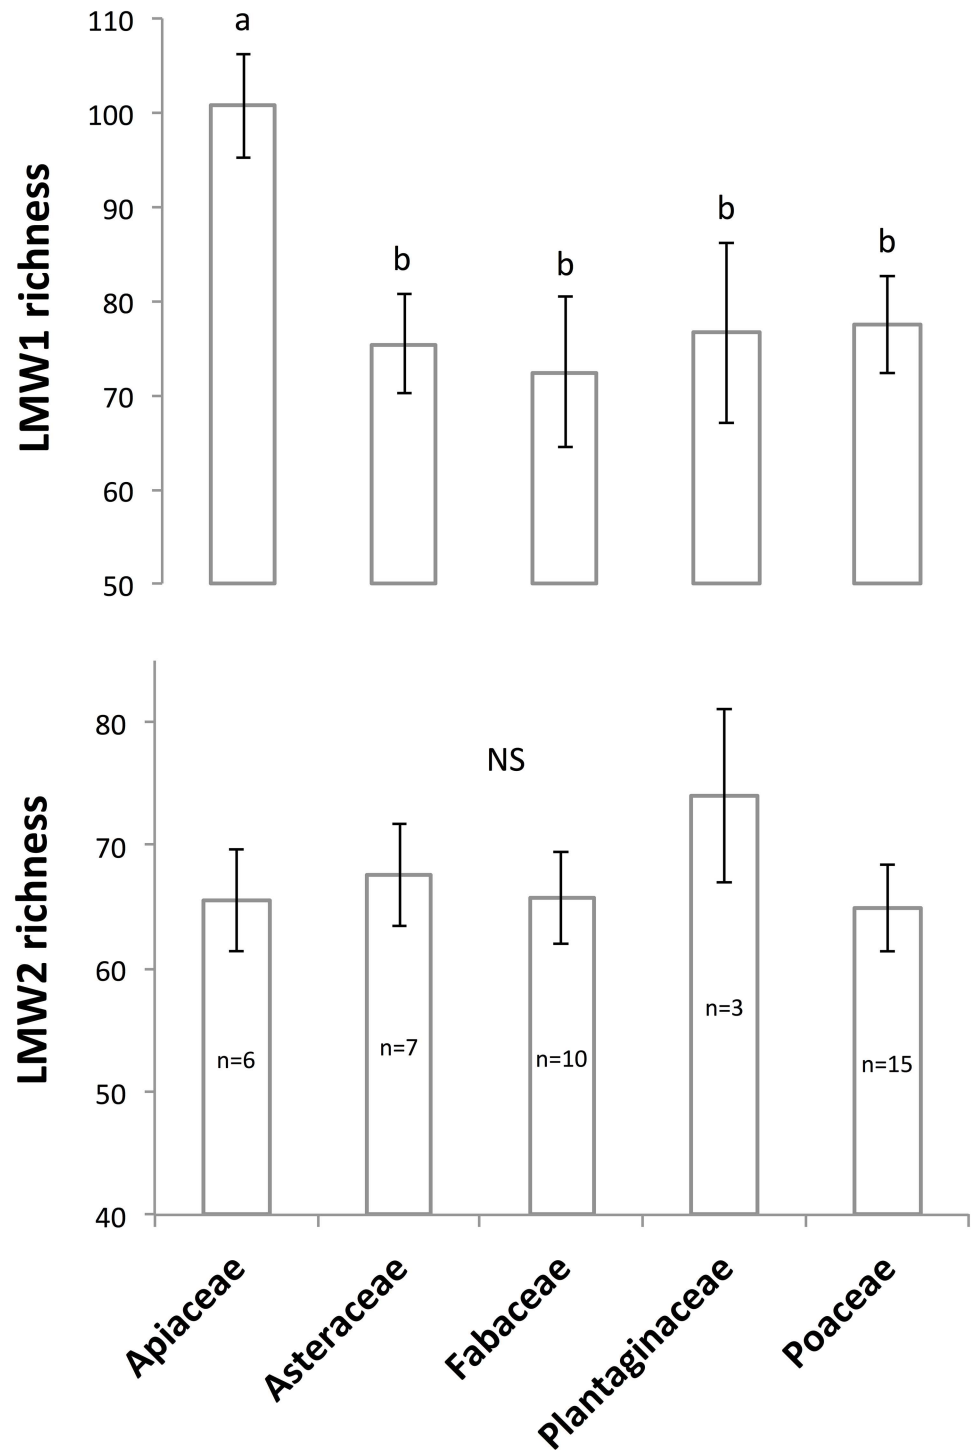 LMW1 richness
110
100
90
80
70
60
50
a
b
b
b
b
LMW2 richness
80
70
60
50
40
NS
n=6
n=7
n=10
n=3
n=15
Apiaceae
Asteraceae
Fabaceae
Plantaginaceae
Poaceae